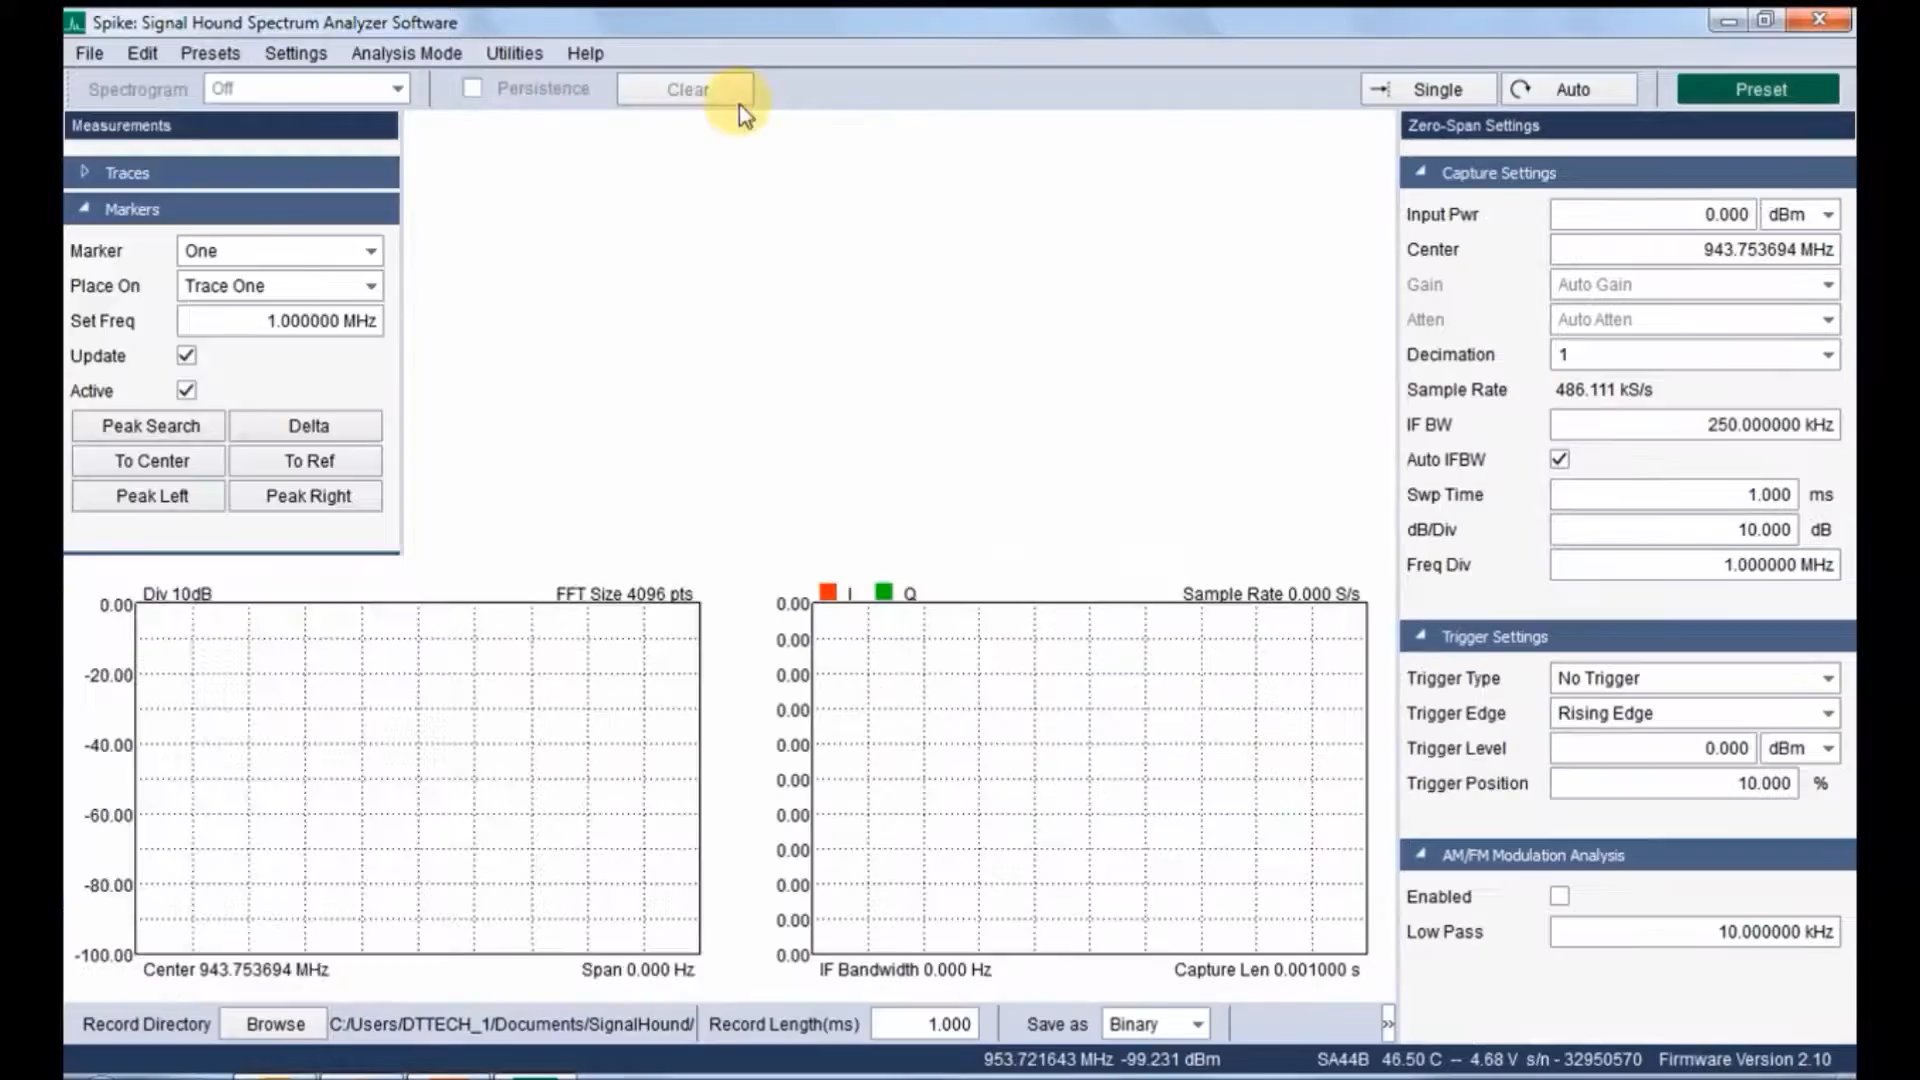 Spike: Signal Hound Spectrum Analyzer Software
File Edit Presets Settings Analysis Mode Utilities Help
Spectrogram Off Persistence Clear Single Auto Preset
Measurements
Traces
Markers
Marker One
Place On Trace One
Set Freq 1.000000 MHz
Update
Active
Peak Search Delta
To Center To Ref
Peak Left Peak Right
Div 10dB FFT Size 4096 pts
0.00
-20.00
-40.00
-60.00
-80.00
-100.00
Center 943.753694 MHz Span 0.000 Hz
I Q Sample Rate 0.000 S/s
0.00
0.00
0.00
0.00
0.00
0.00
0.00
0.00
0.00
0.00
0.00
IF Bandwidth 0.000 Hz Capture Len 0.001000 s
Zero-Span Settings
Capture Settings
Input Pwr 0.000 dBm
Center 943.753694 MHz
Gain Auto Gain
Atten Auto Atten
Decimation 1
Sample Rate 486.111 kS/s
IF BW 250.000000 kHz
Auto IFBW
Swp Time 1.000 ms
dB/Div 10.000 dB
Freq Div 1.000000 MHz
Trigger Settings
Trigger Type No Trigger
Trigger Edge Rising Edge
Trigger Level 0.000 dBm
Trigger Position 10.000 %
AM/FM Modulation Analysis
Enabled
Low Pass 10.000000 kHz
Record Directory Browse C:/Users/DTTECH_1/Documents/SignalHound/ Record Length(ms) 1.000 Save as Binary »
953.721643 MHz -99.231 dBm SA44B 46.50 C -- 4.68 V s/n - 32950570 Firmware Version 2.10